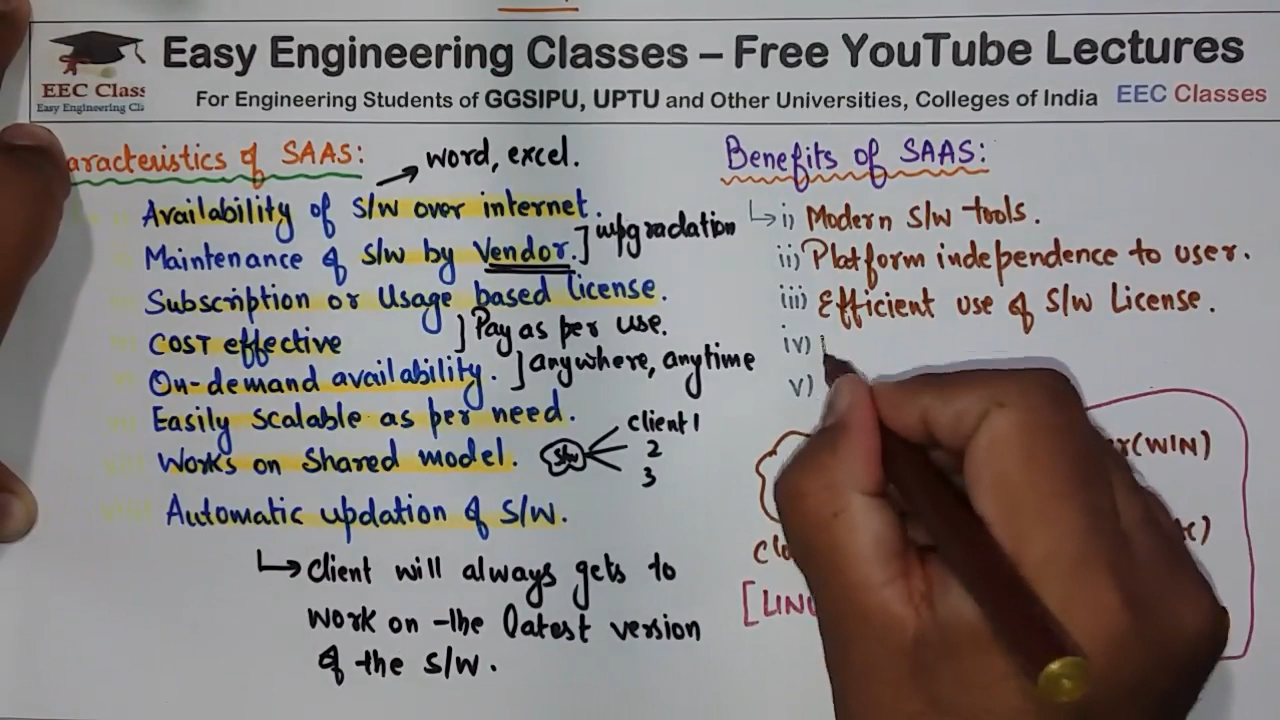 Easy Engineering Classes – Free YouTube Lectures
EEC Class
Easy Engineering Cla
For Engineering Students of GGSIPU, UPTU and Other Universities, Colleges of India EEC Classes
aracteristics of SAAS:
word, excel.
Availability of S/W over internet.
Maintenance of S/W by Vendor.] upgradation
Subscription or Usage based license.
COST effective ] Pay as per use.
On-demand availability. ] anywhere, anytime
Easily scalable as per need.
Works on Shared model. S/w client 1
2
3
Automatic updation of S/W.
↳ client will always gets to
work on the latest version
of the S/W.
Benefits of SAAS:
↳ i) Modern S/W tools.
ii) Platform independence to user.
iii) Efficient use of S/W License.
iv)
v)
(WIN)
[LINU